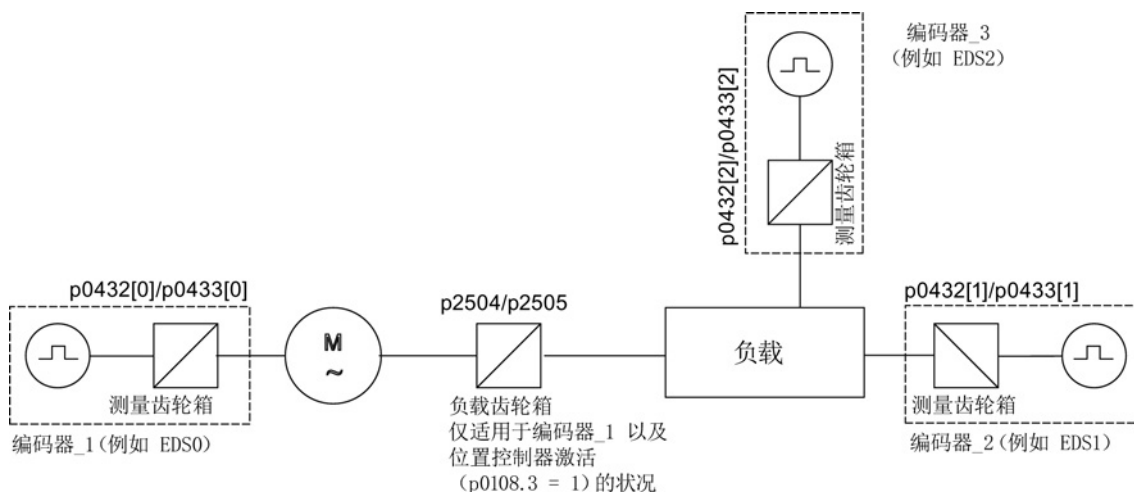 编码器_3
(例如 EDS2)
p0432[2]/p0433[2]
测量齿轮箱
p0432[0]/p0433[0]
p2504/p2505
p0432[1]/p0433[1]
M
~
负载
测量齿轮箱
负载齿轮箱
仅适用于编码器_1 以及
位置控制器激活
(p0108.3 = 1)的状况
测量齿轮箱
编码器_1(例如 EDS0)
编码器_2(例如 EDS1)